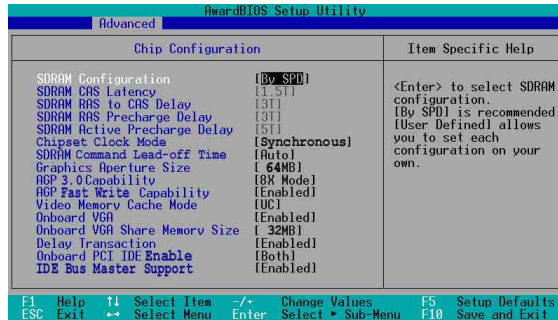 AwardBIOS Setup Utility
Advanced
Chip Configuration
Item Specific Help
SDRAM Configuration [By SPD]
SDRAM CAS Latency [1.5T]
SDRAM RAS to CAS Delay [3T]
SDRAM RAS Precharge Delay [3T]
SDRAM Active Precharge Delay [5T]
Chipset Clock Mode [Synchronous]
SDRAM Command Lead-off Time [Auto]
Graphics Aperture Size [ 64MB]
AGP 3.0 Capability [8X Mode]
AGP Fast Write Capability [Enabled]
Video Memory Cache Mode [UC]
Onboard VGA [Enabled]
Onboard VGA Share Memory Size [ 32MB]
Delay Transaction [Enabled]
Onboard PCI IDE Enable [Both]
IDE Bus Master Support [Enabled]
<Enter> to select SDRAM
configuration.
[By SPD] is recommended
[User Defined] allows
you to set each
configuration on your
own.
F1 Help ↑↓ Select Item -/+ Change Values F5 Setup Defaults
ESC Exit ←→ Select Menu Enter Select ► Sub-Menu F10 Save and Exit